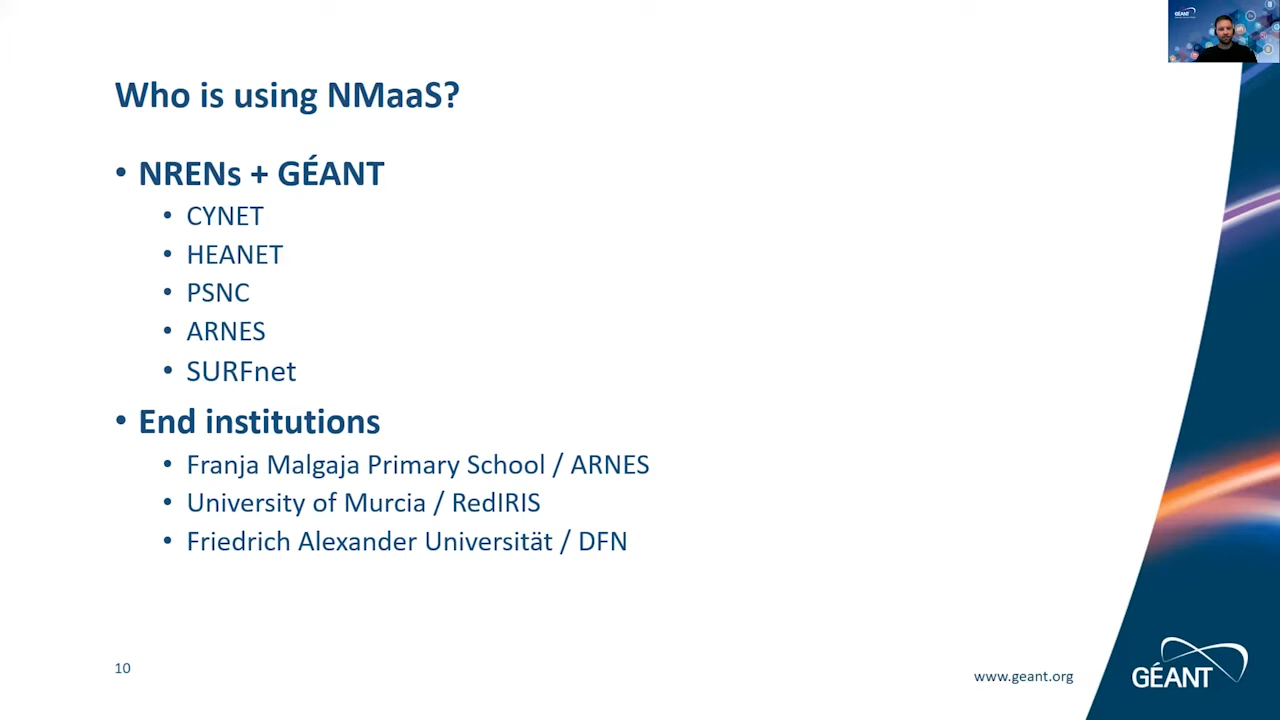 GÉANT
Who is using NMaaS?
• NRENs + GÉANT
• CYNET
• HEANET
• PSNC
• ARNES
• SURFnet
• End institutions
• Franja Malgaja Primary School / ARNES
• University of Murcia / RedIRIS
• Friedrich Alexander Universität / DFN
10
www.geant.org
GÉANT